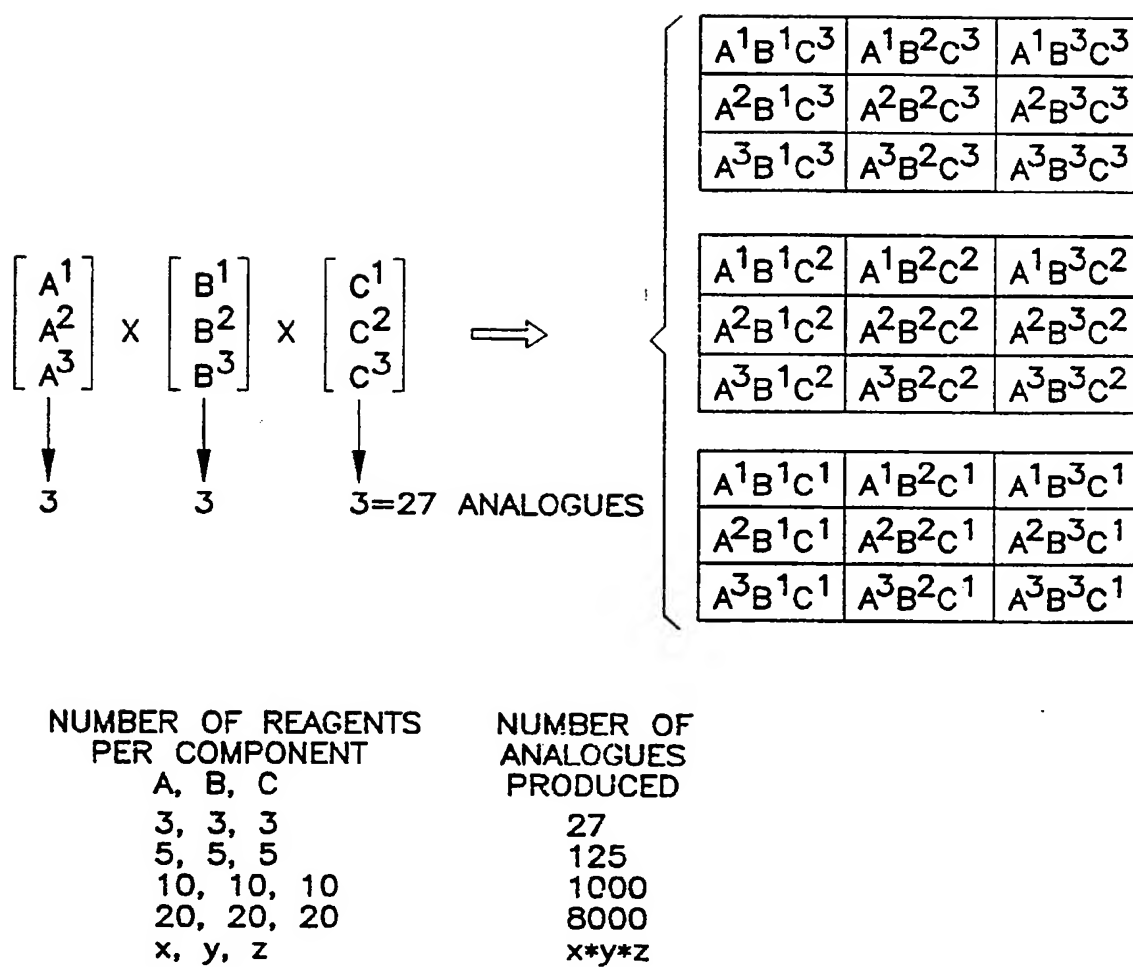 A¹ B¹ C¹
A² X B² X C²
A³ B³ C³
3 3 3=27 ANALOGUES
A¹B¹C³ A¹B²C³ A¹B³C³
A²B¹C³ A²B²C³ A²B³C³
A³B¹C³ A³B²C³ A³B³C³
A¹B¹C² A¹B²C² A¹B³C²
A²B¹C² A²B²C² A²B³C²
A³B¹C² A³B²C² A³B³C²
A¹B¹C¹ A¹B²C¹ A¹B³C¹
A²B¹C¹ A²B²C¹ A²B³C¹
A³B¹C¹ A³B²C¹ A³B³C¹
NUMBER OF REAGENTS
PER COMPONENT
A, B, C
3, 3, 3
5, 5, 5
10, 10, 10
20, 20, 20
x, y, z
NUMBER OF
ANALOGUES
PRODUCED
27
125
1000
8000
x*y*z